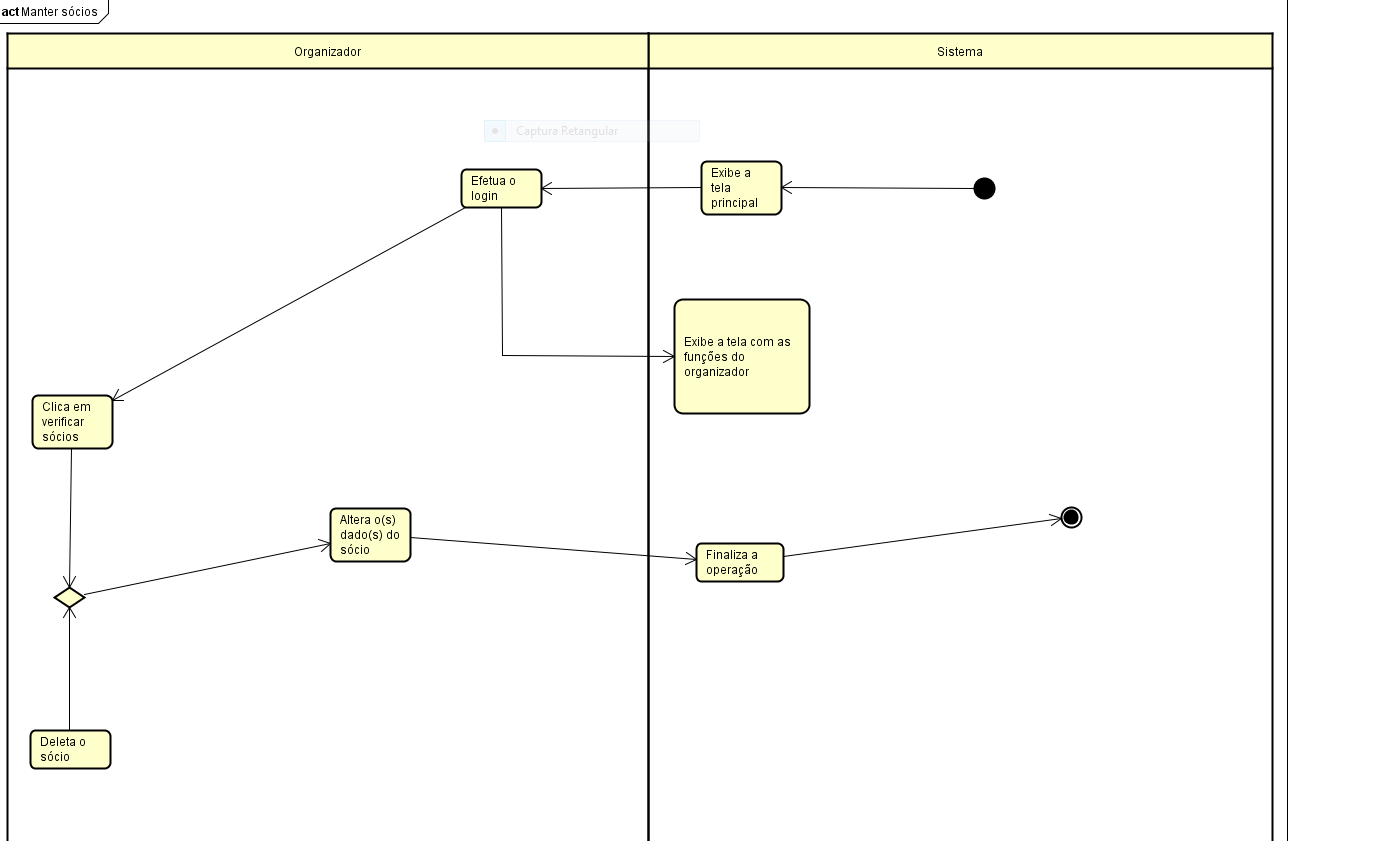 act Manter sócios
Organizador
Sistema
Captura Retangular
Efetua o
login
Exibe a
tela
principal
Exibe a tela com as
funções do
organizador
Clica em
verificar
sócios
Altera o(s)
dado(s) do
sócio
Finaliza a
operação
Deleta o
sócio